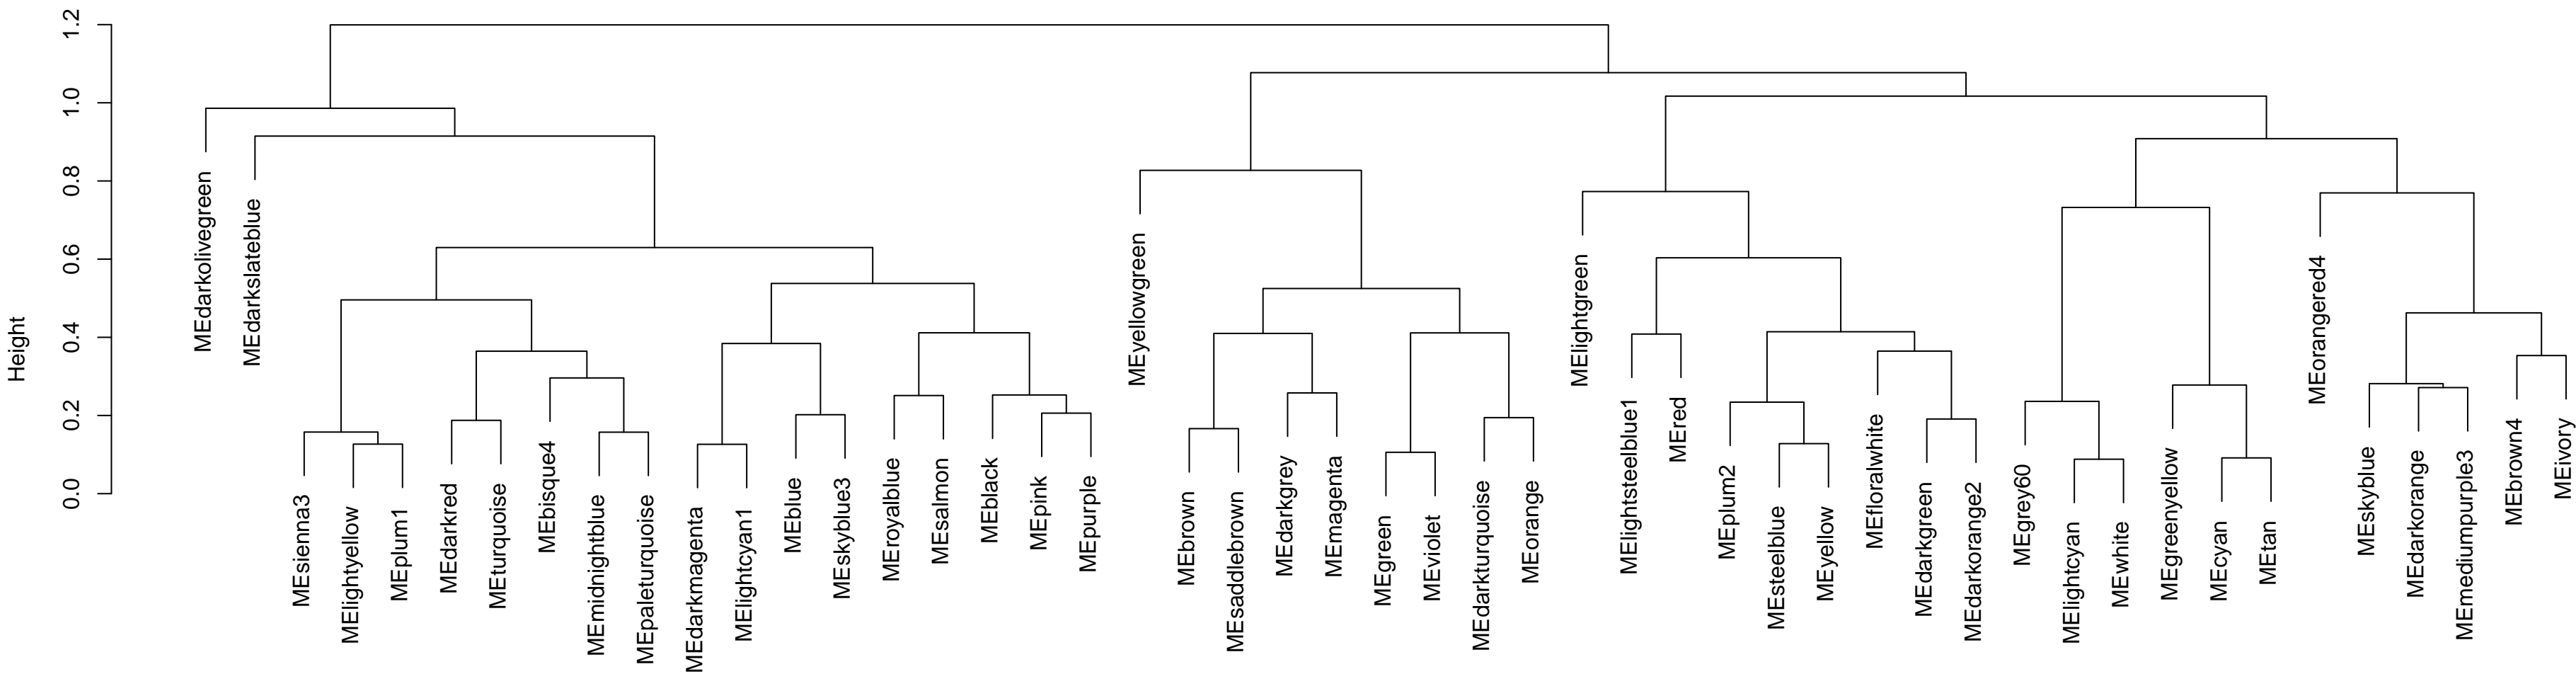 Height
0.0
0.2
0.4
0.6
0.8
1.0
1.2
MEdarkolivegreen
MEdarkslateblue
MEsienna3
MElightyellow
MEplum1
MEdarkred
MEturquoise
MEbisque4
MEmidnightblue
MEpaleturquoise
MEdarkmagenta
MElightcyan1
MEblue
MEskyblue3
MEroyalblue
MEsalmon
MEblack
MEpink
MEpurple
MEyellowgreen
MEbrown
MEsaddlebrown
MEdarkgrey
MEmagenta
MEgreen
MEviolet
MEdarkturquoise
MEorange
MElightgreen
MElightsteelblue1
MEred
MEplum2
MEsteelblue
MEyellow
MEfloralwhite
MEdarkgreen
MEdarkorange2
MEgrey60
MElightcyan
MEwhite
MEgreenyellow
MEcyan
MEtan
MEorangered4
MEskyblue
MEdarkorange
MEmediumpurple3
MEbrown4
MEivory